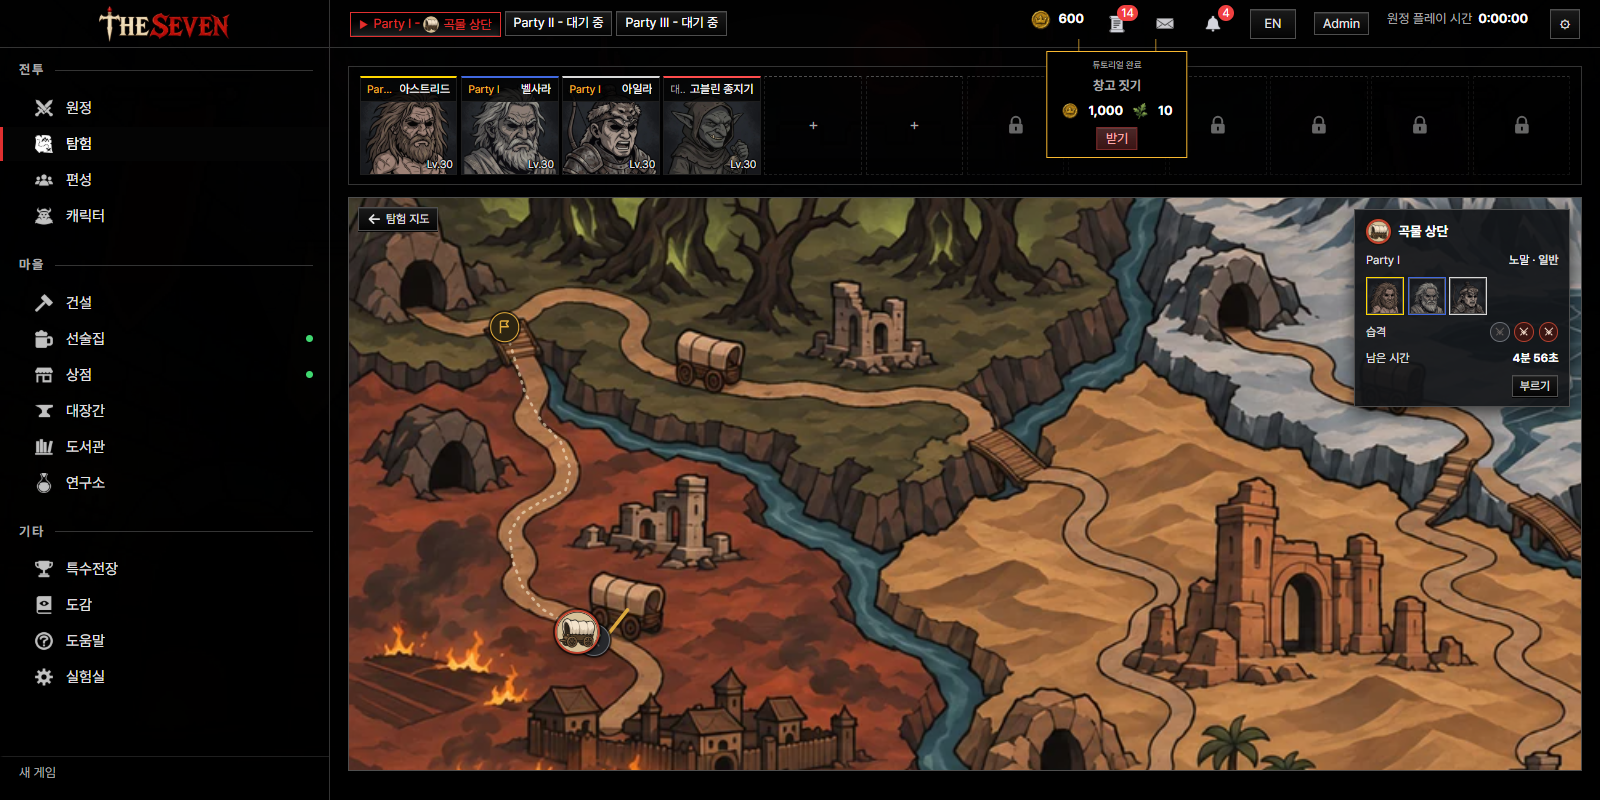 THE SEVEN
Party I - 곡물 상단
Party II - 대기 중
Party III - 대기 중
600
14
4
EN
Admin
원정 플레이 시간 0:00:00
전투
원정
탐험
편성
캐릭터
마을
건설
선술집
상점
대장간
도서관
연구소
기타
특수전장
도감
도움말
실험실
새 게임
Par... 아스트리드
Lv.30
Party I 벨사라
Lv.30
Party I 아일라
Lv.30
대.. 고블린 종지기
Lv.30
+
+
튜토리얼 완료
창고 짓기
1,000 10
받기
← 탐험 지도
곡물 상단
Party I 노말 · 일반
습격
남은 시간 4분 56초
부르기